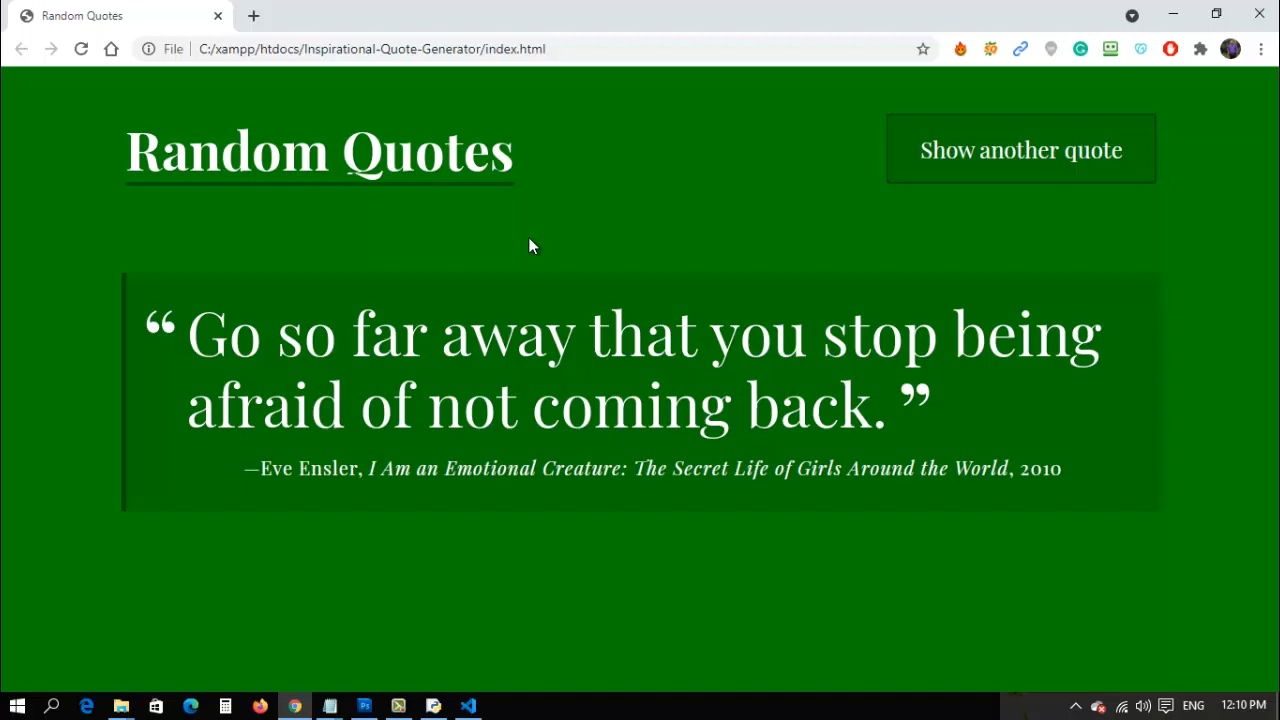 Random Quotes
File C:/xampp/htdocs/Inspirational-Quote-Generator/index.html
Random Quotes
Show another quote
“ Go so far away that you stop being
afraid of not coming back. ”
—Eve Ensler, I Am an Emotional Creature: The Secret Life of Girls Around the World, 2010
ENG 12:10 PM